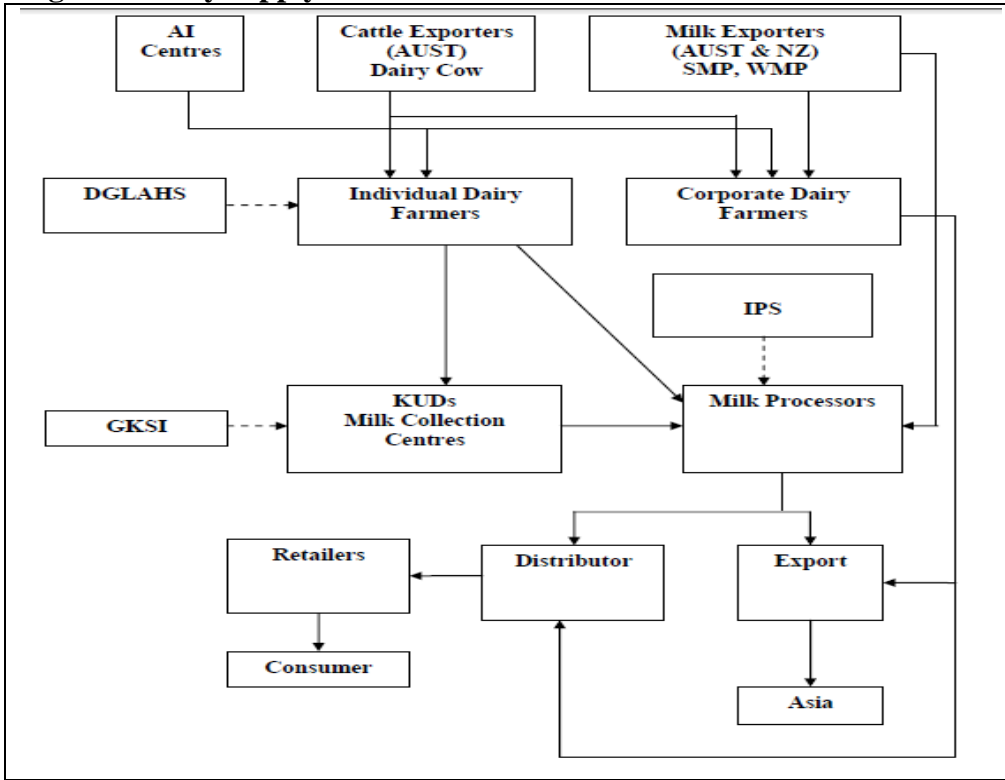 AI
Centres
Cattle Exporters
(AUST)
Dairy Cow
Milk Exporters
(AUST & NZ)
SMP, WMP
DGLAHS
Individual Dairy
Farmers
Corporate Dairy
Farmers
IPS
GKSI
KUDs
Milk Collection
Centres
Milk Processors
Retailers
Distributor
Export
Consumer
Asia